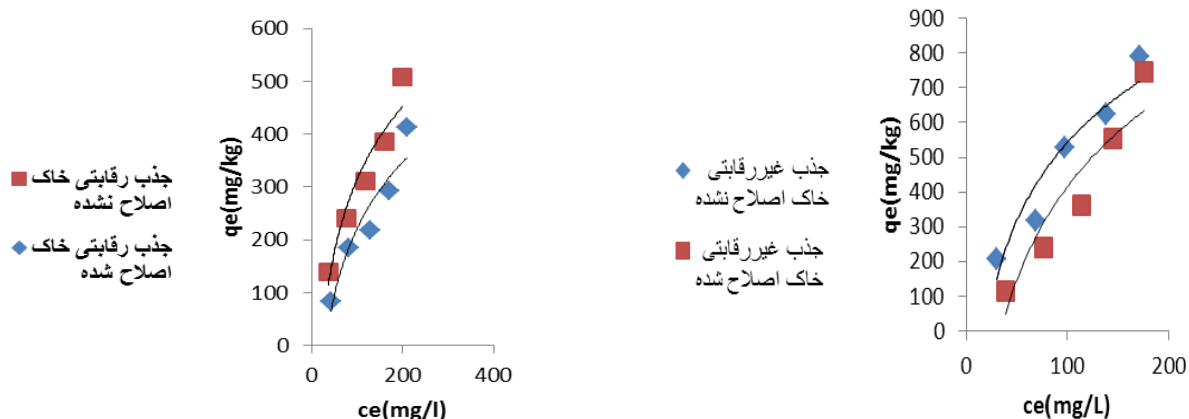 600
500
400
300
200
100
0
qe(mg/kg)
0 200 400
ce(mg/l)
جذب رقابتی خاک
اصلاح نشده
جذب رقابتی خاک
اصلاح شده
900
800
700
600
500
400
300
200
100
0
qe(mg/kg)
0 100 200
ce(mg/L)
جذب غیررقابتی
خاک اصلاح نشده
جذب غیررقابتی
خاک اصلاح شده